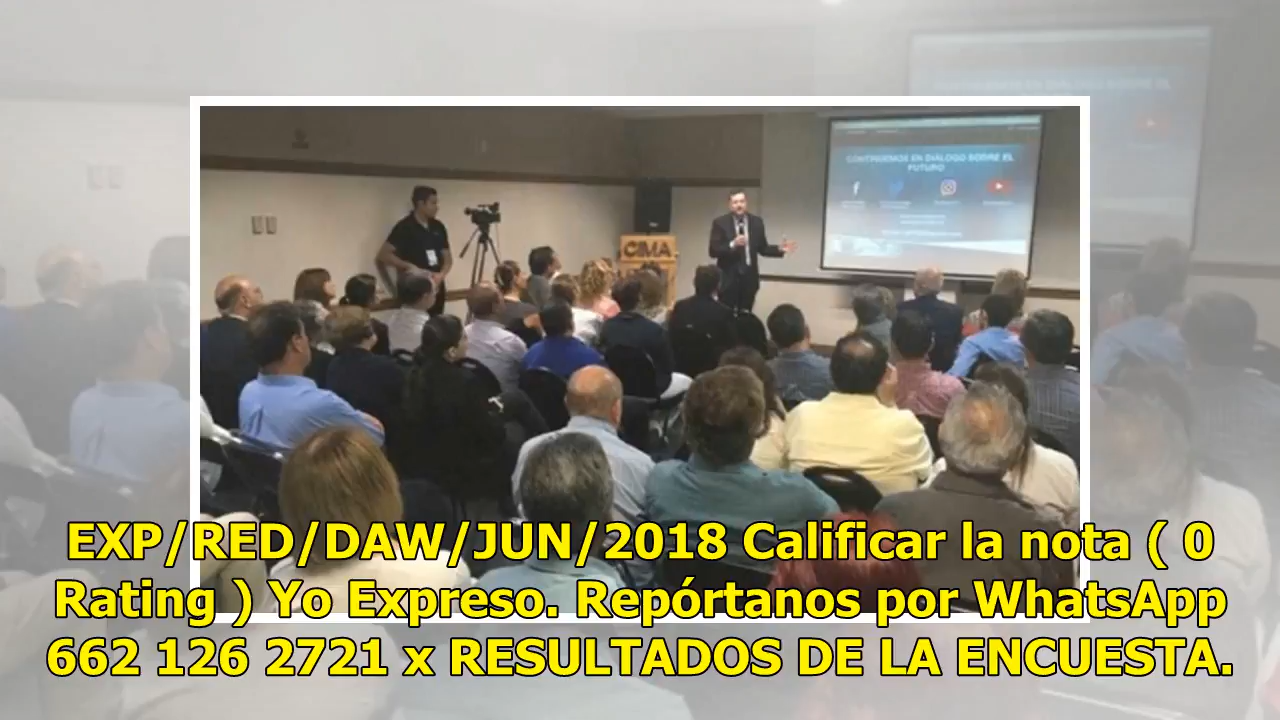 CONTINUEMOS EN DIÁLOGO SOBRE EL
FUTURO
CIMA
EXP/RED/DAW/JUN/2018 Calificar la nota ( 0
Rating ) Yo Expreso. Repórtanos por WhatsApp
662 126 2721 x RESULTADOS DE LA ENCUESTA.